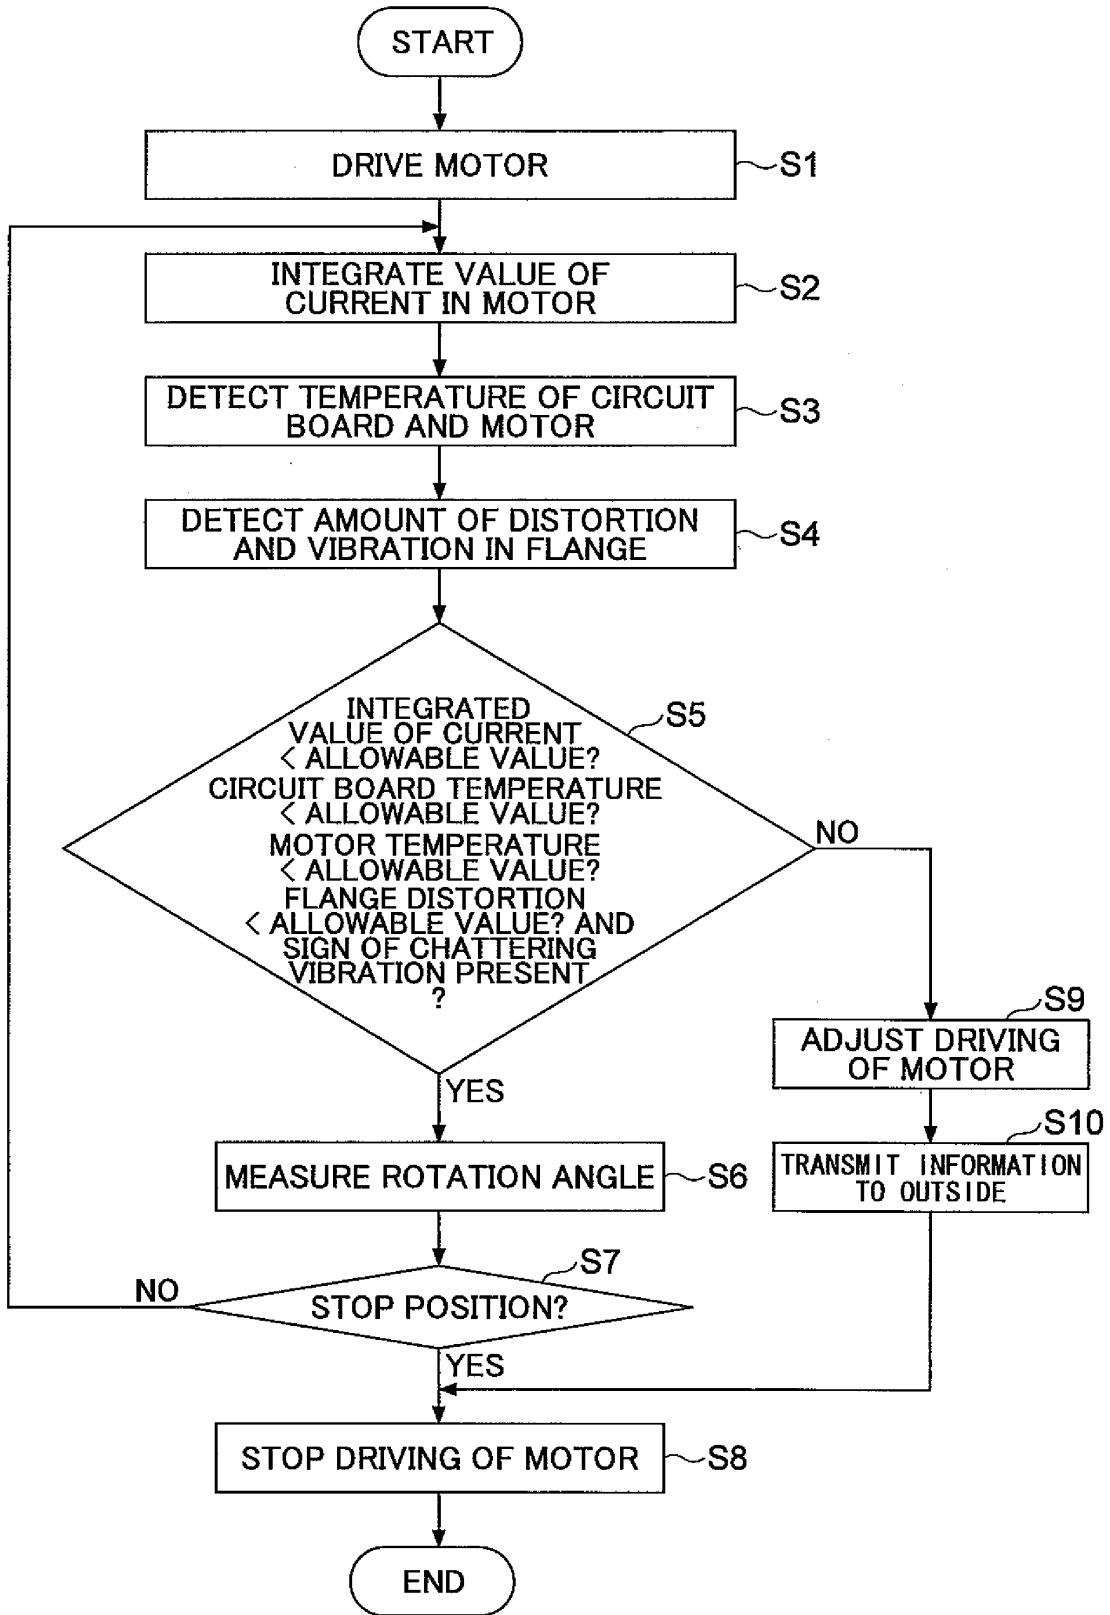 START
DRIVE MOTOR
S1
INTEGRATE VALUE OF
CURRENT IN MOTOR
S2
DETECT TEMPERATURE OF CIRCUIT
BOARD AND MOTOR
S3
DETECT AMOUNT OF DISTORTION
AND VIBRATION IN FLANGE
S4
INTEGRATED
VALUE OF CURRENT
< ALLOWABLE VALUE?
CIRCUIT BOARD TEMPERATURE
< ALLOWABLE VALUE?
MOTOR TEMPERATURE
< ALLOWABLE VALUE?
FLANGE DISTORTION
< ALLOWABLE VALUE? AND
SIGN OF CHATTERING
VIBRATION PRESENT
?
S5
NO
YES
S9
ADJUST DRIVING
OF MOTOR
S10
TRANSMIT INFORMATION
TO OUTSIDE
MEASURE ROTATION ANGLE
S6
S7
NO
STOP POSITION?
YES
STOP DRIVING OF MOTOR
S8
END